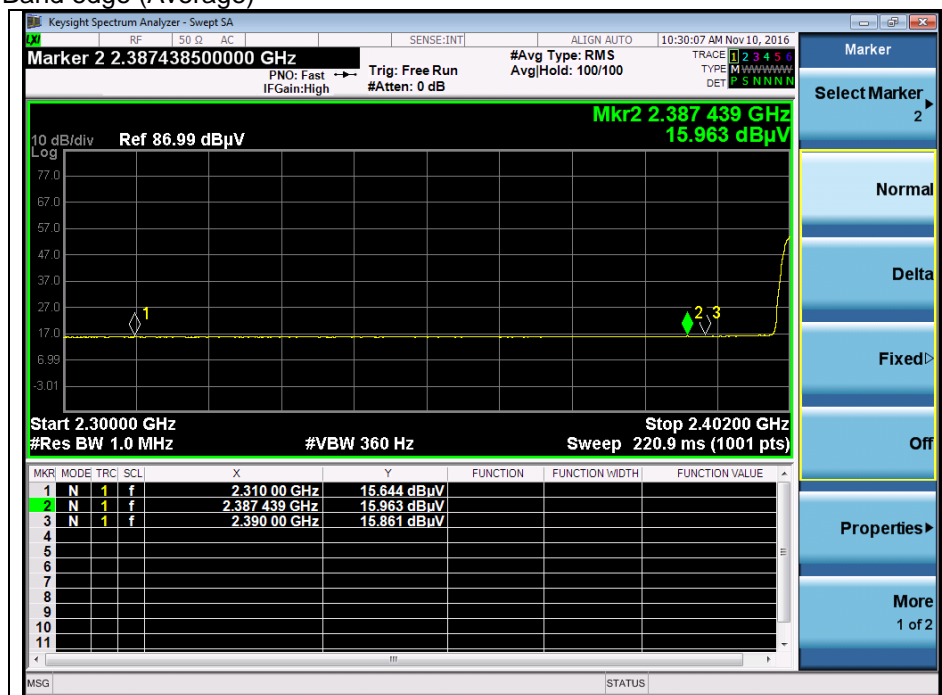 Band edge (Average)
Keysight Spectrum Analyzer - Swept SA
LXI RF 50 Ω AC SENSE:INT ALIGN AUTO 10:30:07 AM Nov 10, 2016
Marker 2 2.387438500000 GHz
PNO: Fast
IFGain:High
Trig: Free Run
#Atten: 0 dB
#Avg Type: RMS
Avg|Hold: 100/100
TRACE 1 2 3 4 5 6
TYPE M WWWWW
DET P S N N N N
Mkr2 2.387 439 GHz
15.963 dBµV
10 dB/div Ref 86.99 dBµV
Log
77.0
67.0
57.0
47.0
37.0
27.0
17.0
6.99
-3.01
1
2
3
Start 2.30000 GHz
Stop 2.40200 GHz
#Res BW 1.0 MHz
#VBW 360 Hz
Sweep 220.9 ms (1001 pts)
MKR MODE TRC SCL X Y FUNCTION FUNCTION WIDTH FUNCTION VALUE
1 N 1 f 2.310 00 GHz 15.644 dBµV
2 N 1 f 2.387 439 GHz 15.963 dBµV
3 N 1 f 2.390 00 GHz 15.861 dBµV
4
5
6
7
8
9
10
11
MSG
STATUS
Marker
Select Marker
2
Normal
Delta
Fixed
Off
Properties
More
1 of 2